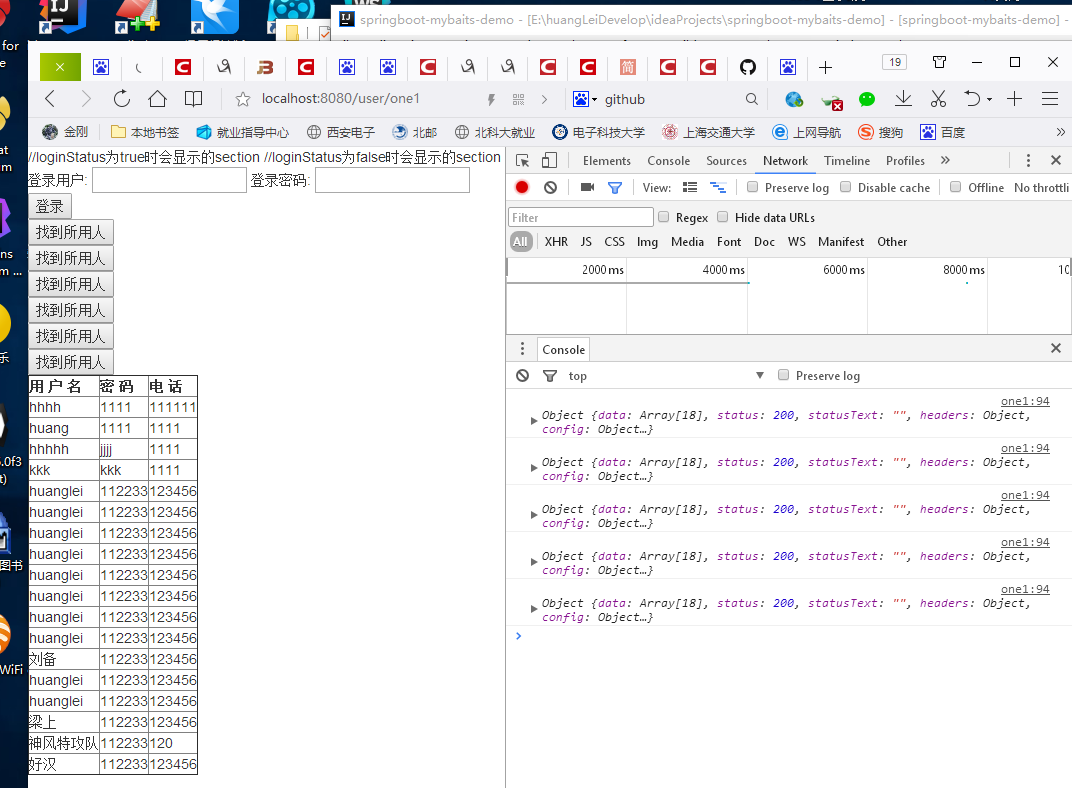 springboot-mybaits-demo - [E:\huangLeiDevelop\ideaProjects\springboot-mybaits-demo] - [springboot-mybaits-demo] -
for
19
localhost:8080/user/one1
github
金刚 本地书签 就业指导中心 西安电子 北邮 北科大就业 电子科技大学 上海交通大学 上网导航 搜狗 百度 »
//loginStatus为true时会显示的section //loginStatus为false时会显示的section
登录用户: 登录密码:
登录
找到所用人
找到所用人
找到所用人
找到所用人
找到所用人
找到所用人
用 户 名 密 码 电 话
hhhh 1111 111111
huang 1111 1111
hhhhh jjjj 1111
kkk kkk 1111
huanglei 112233 123456
huanglei 112233 123456
huanglei 112233 123456
huanglei 112233 123456
huanglei 112233 123456
huanglei 112233 123456
huanglei 112233 123456
huanglei 112233 123456
刘备 112233 123456
huanglei 112233 123456
huanglei 112233 123456
梁上 112233 123456
神风特攻队 112233 120
好汉 112233 123456
Elements Console Sources Network Timeline Profiles »
View: Preserve log Disable cache Offline No throttli
Filter Regex Hide data URLs
All XHR JS CSS Img Media Font Doc WS Manifest Other
2000 ms 4000 ms 6000 ms 8000 ms 10
Console
top ▼ Preserve log
one1:94
Object {data: Array[18], status: 200, statusText: "", headers: Object,
config: Object…}
one1:94
Object {data: Array[18], status: 200, statusText: "", headers: Object,
config: Object…}
one1:94
Object {data: Array[18], status: 200, statusText: "", headers: Object,
config: Object…}
one1:94
Object {data: Array[18], status: 200, statusText: "", headers: Object,
config: Object…}
one1:94
Object {data: Array[18], status: 200, statusText: "", headers: Object,
config: Object…}
图书
WiFi